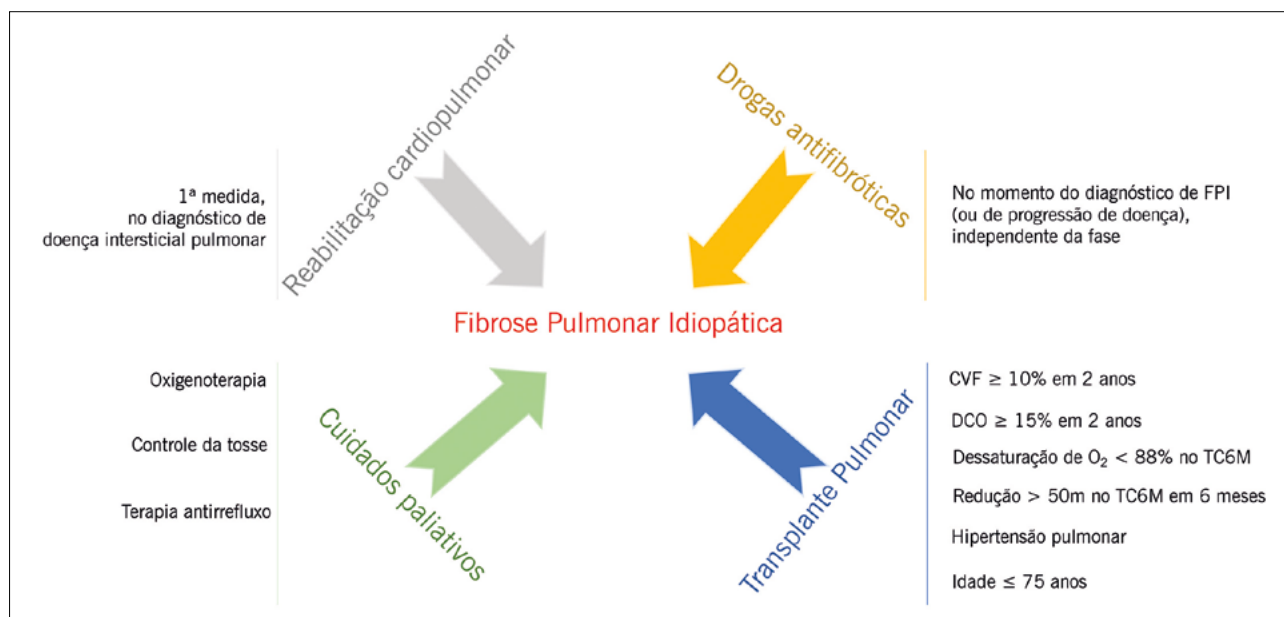 Reabilitação cardiopulmonar
1ª medida,
no diagnóstico de
doença intersticial pulmonar
Drogas antifibróticas
No momento do diagnóstico de FPI
(ou de progressão de doença),
independente da fase
Fibrose Pulmonar Idiopática
Oxigenoterapia
Controle da tosse
Terapia antirrefluxo
Cuidados paliativos
Transplante Pulmonar
CVF ≥ 10% em 2 anos
DCO ≥ 15% em 2 anos
Dessaturação de O₂ < 88% no TC6M
Redução > 50m no TC6M em 6 meses
Hipertensão pulmonar
Idade ≤ 75 anos